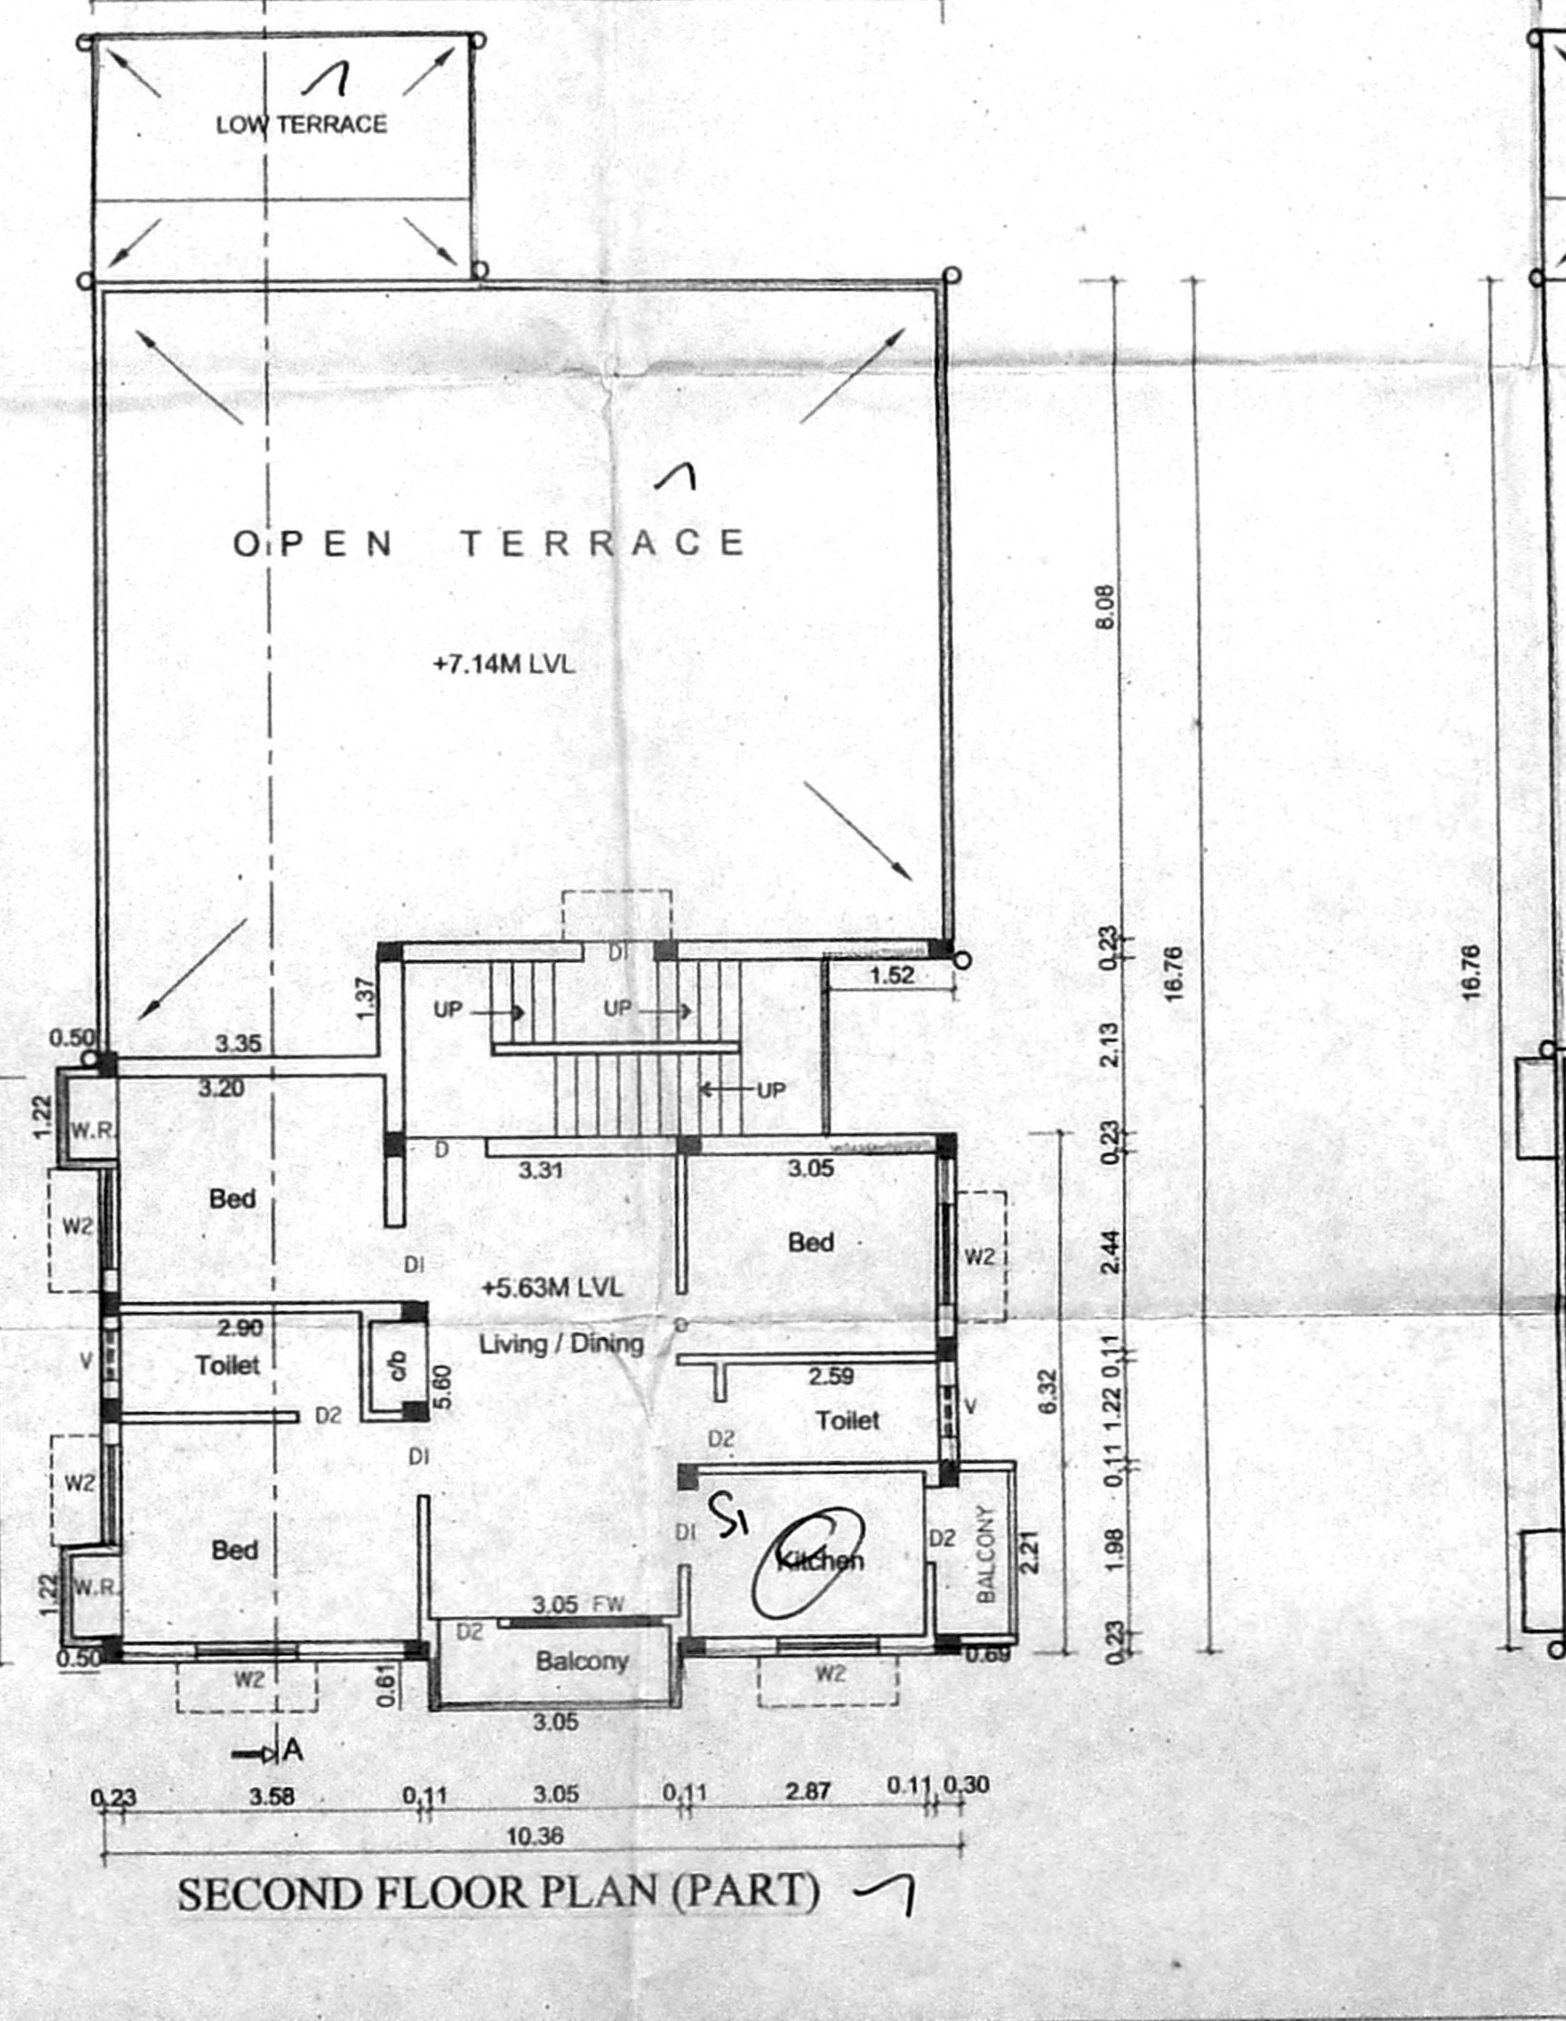 LOW TERRACE
OPEN TERRACE
+7.14M LVL
8.08
D1
0.23
16.76
16.76
1.52
1.37
UP
UP
2.13
0.50
3.35
3.20
UP
1.22
W.R.
D
3.31
3.05
0.23
Bed
W2
Bed
W2
2.44
D1
+5.63M LVL
2.90
Living / Dining
0.11
V
Toilet
c/b
5.60
2.59
6.32
1.22
D2
Toilet
V
D1
D2
0.11
W2
S1
Bed
D1
Kitchen
D2
BALCONY
2.21
1.98
1.22
W.R.
3.05 FW
D2
0.50
0.61
Balcony
0.69
0.23
W2
W2
3.05
A
0.23 3.58 0.11 3.05 0.11 2.87 0.11 0.30
10.36
SECOND FLOOR PLAN (PART)